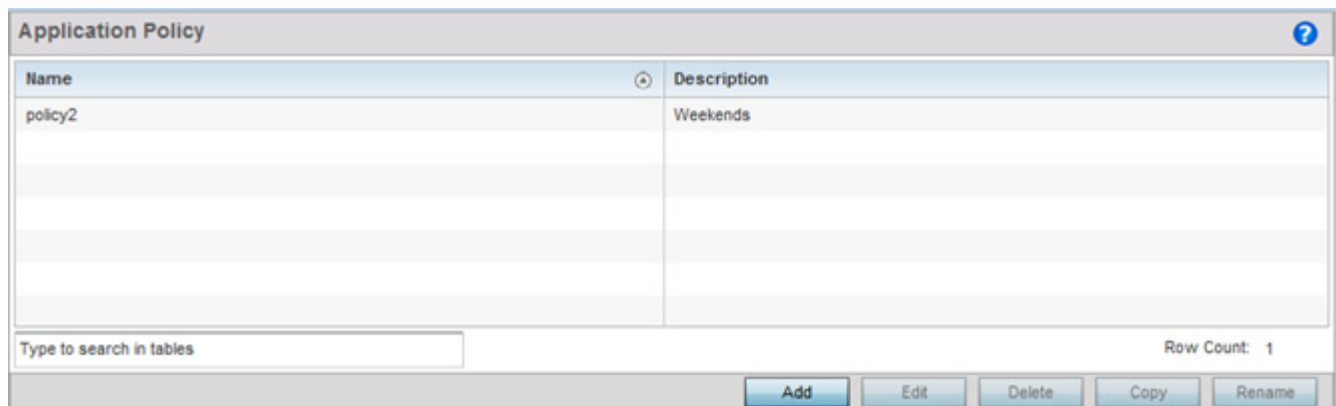 Application Policy
?
Name Description
policy2 Weekends
Type to search in tables Row Count: 1
Add Edit Delete Copy Rename